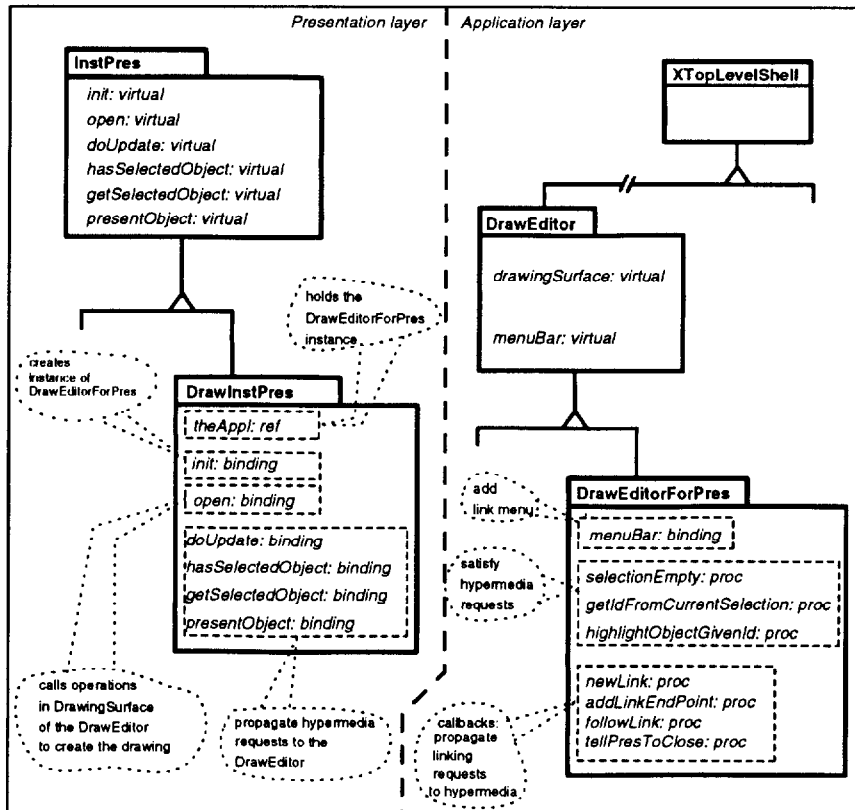 Presentation layer
Application layer
InstPres
init: virtual
open: virtual
doUpdate: virtual
hasSelectedObject: virtual
getSelectedObject: virtual
presentObject: virtual
XTopLevelShell
DrawEditor
drawingSurface: virtual
menuBar: virtual
holds the
DrawEditorForPres
instance
creates
instance of
DrawEditorForPres
DrawInstPres
theAppl: ref
init: binding
open: binding
doUpdate: binding
hasSelectedObject: binding
getSelectedObject: binding
presentObject: binding
calls operations
in DrawingSurface
of the DrawEditor
to create the drawing
propagate hypermedia
requests to the
DrawEditor
add
link menu
DrawEditorForPres
menuBar: binding
satisfy
hypermedia
requests
selectionEmpty: proc
getIdFromCurrentSelection: proc
highlightObjectGivenId: proc
newLink: proc
addLinkEndPoint: proc
followLink: proc
tellPresToClose: proc
callbacks:
propagate
linking
requests
to hypermedia